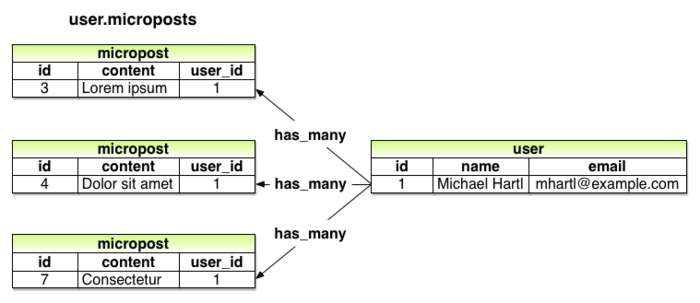 user.microposts
micropost
id content user_id
3 Lorem ipsum 1
has_many
micropost
id content user_id
4 Dolor sit amet 1
has_many
user
id name email
1 Michael Hartl mhartl@example.com
has_many
micropost
id content user_id
7 Consectetur 1